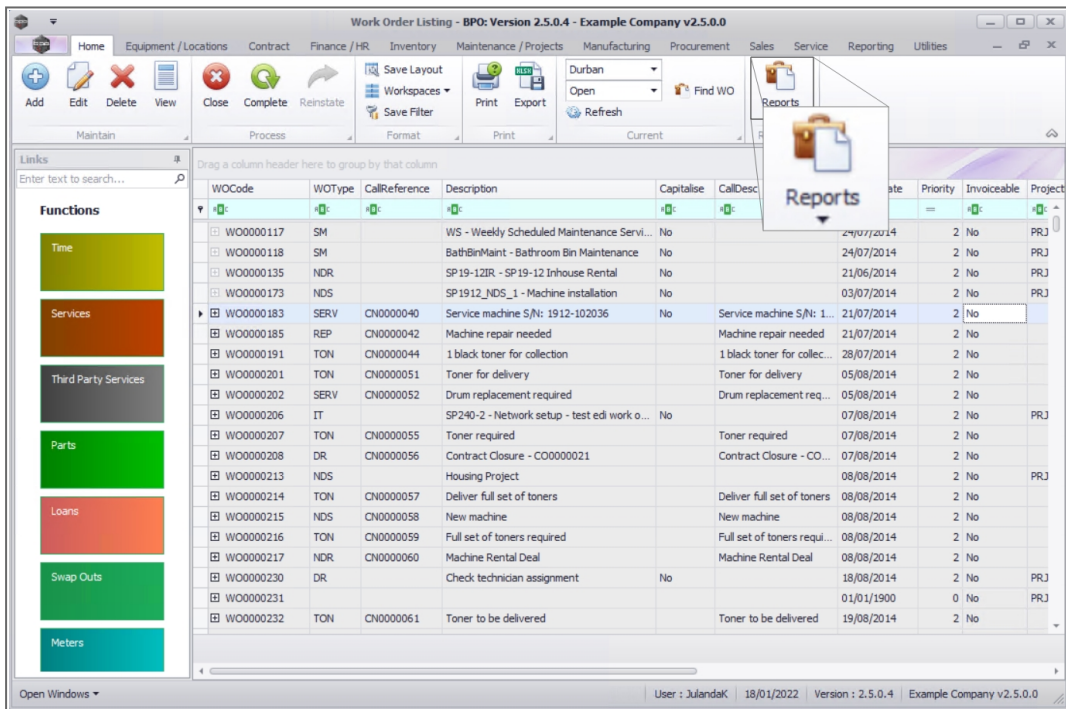 Work Order Listing - BPO: Version 2.5.0.4 - Example Company v2.5.0.0
Home Equipment / Locations Contract Finance / HR Inventory Maintenance / Projects Manufacturing Procurement Sales Service Reporting Utilities
Add Edit Delete View
Maintain
Close Complete Reinstate
Process
Save Layout
Workspaces
Save Filter
Format
Print Export
Print
Durban
Open
Refresh
Find WO
Current
Reports
Reports
Links
Enter text to search...
Functions
Time
Services
Third Party Services
Parts
Loans
Swap Outs
Meters
Drag a column header here to group by that column
WOCode WOType CallReference Description Capitalise CallDesc ate Priority Invoiceable Project
WO0000117 SM WS - Weekly Scheduled Maintenance Servi... No 24/07/2014 2 No PRJ
WO0000118 SM BathBinMaint - Bathroom Bin Maintenance No 24/07/2014 2 No PRJ
WO0000135 NDR SP19-12IR - SP19-12 Inhouse Rental No 21/06/2014 2 No PRJ
WO0000173 NDS SP1912_NDS_1 - Machine installation No 03/07/2014 2 No PRJ
WO0000183 SERV CN0000040 Service machine S/N: 1912-102036 No Service machine S/N: 1... 21/07/2014 2 No
WO0000185 REP CN0000042 Machine repair needed Machine repair needed 21/07/2014 2 No
WO0000191 TON CN0000044 1 black toner for collection 1 black toner for collec... 28/07/2014 2 No
WO0000201 TON CN0000051 Toner for delivery Toner for delivery 05/08/2014 2 No
WO0000202 SERV CN0000052 Drum replacement required Drum replacement req... 05/08/2014 2 No
WO0000206 IT SP240-2 - Network setup - test edi work o... No 07/08/2014 2 No PRJ
WO0000207 TON CN0000055 Toner required Toner required 07/08/2014 2 No
WO0000208 DR CN0000056 Contract Closure - CO0000021 Contract Closure - CO... 07/08/2014 2 No
WO0000213 NDS Housing Project 08/08/2014 2 No PRJ
WO0000214 TON CN0000057 Deliver full set of toners Deliver full set of toners 08/08/2014 2 No
WO0000215 NDS CN0000058 New machine New machine 08/08/2014 2 No
WO0000216 TON CN0000059 Full set of toners required Full set of toners requi... 08/08/2014 2 No
WO0000217 NDR CN0000060 Machine Rental Deal Machine Rental Deal 08/08/2014 2 No
WO0000230 DR Check technician assignment No 18/08/2014 2 No PRJ
WO0000231 01/01/1900 0 No PRJ
WO0000232 TON CN0000061 Toner to be delivered Toner to be delivered 19/08/2014 2 No
Open Windows User : JulandaK 18/01/2022 Version : 2.5.0.4 Example Company v2.5.0.0